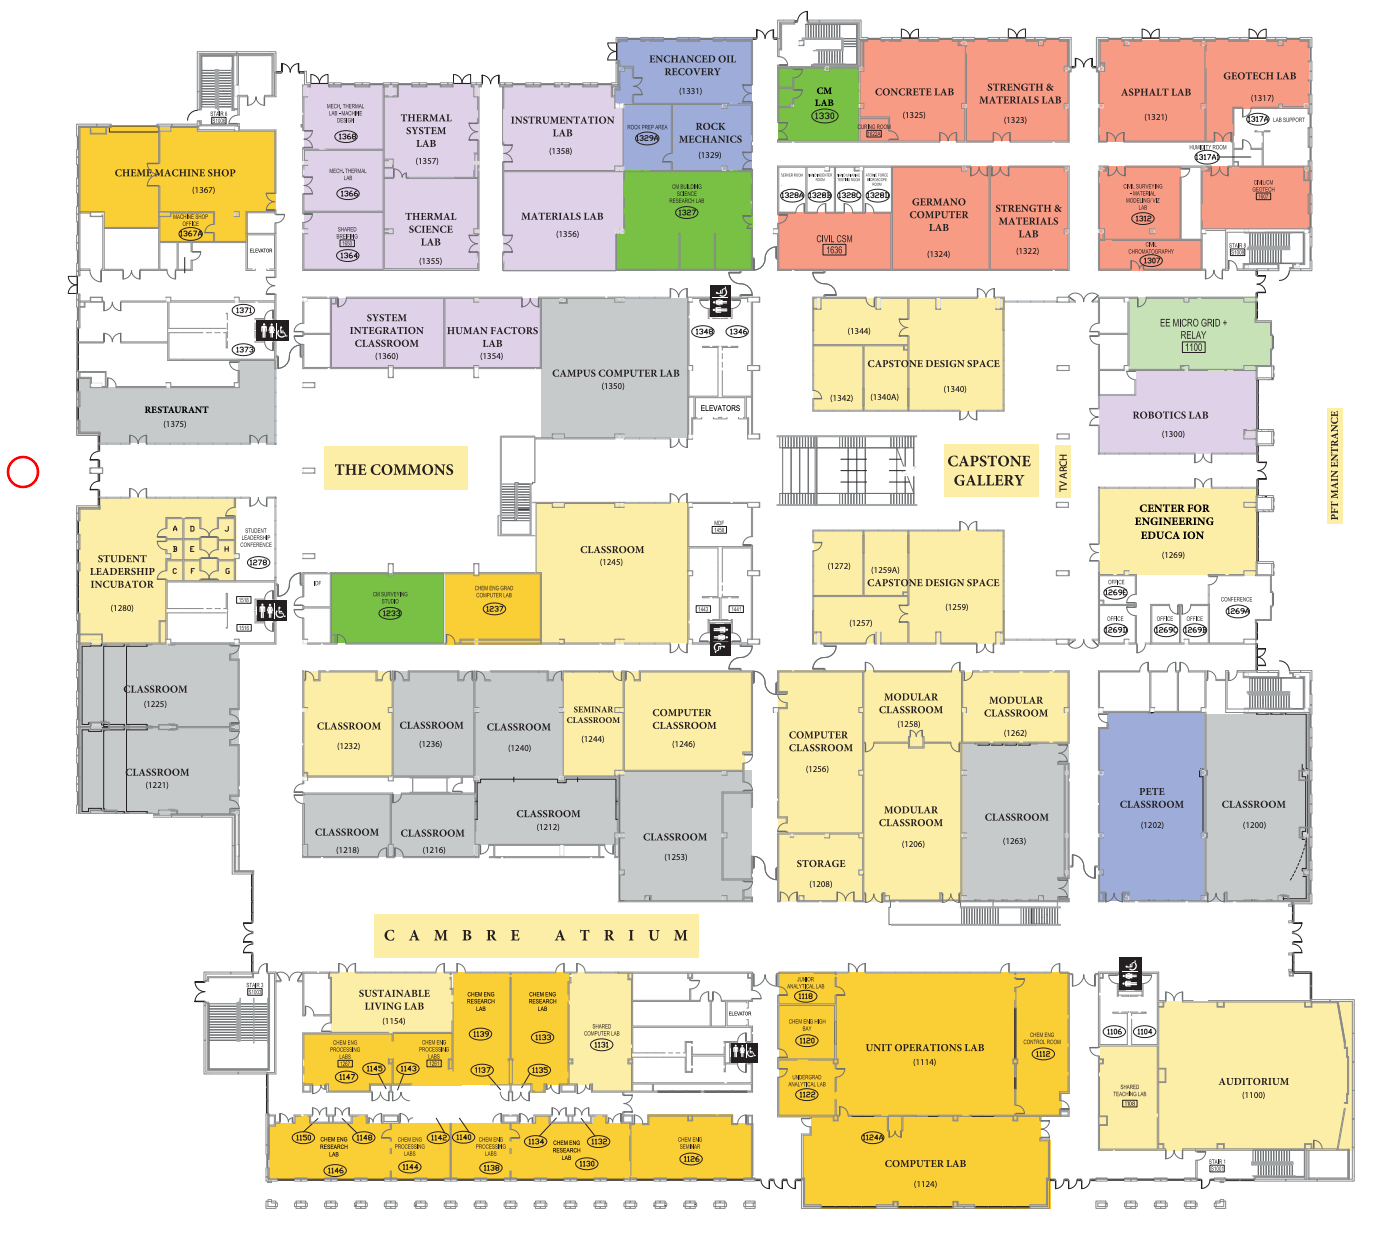 ENCHANCED OIL
RECOVERY
(1331)
CM
LAB
1330
CONCRETE LAB
(1325)
CURING ROOM
STRENGTH &
MATERIALS LAB
(1323)
ASPHALT LAB
(1321)
GEOTECH LAB
(1317)
1317A
LAB SUPPORT
HUMIDITY ROOM
1317A1
STAIR 6
MECH. THERMAL
LAB - MACHINE
DESIGN
1368
THERMAL
SYSTEM
LAB
(1357)
INSTRUMENTATION
LAB
(1358)
ROCK PREP AREA
1329A
ROCK
MECHANICS
(1329)
CHEME MACHINE SHOP
(1367)
MACHINE SHOP
OFFICE
1367A
ELEVATOR
MECH. THERMAL
LAB
1366
SHARED
BRIEFING
1364
THERMAL
SCIENCE
LAB
(1355)
MATERIALS LAB
(1356)
CM BUILDING
SCIENCE
RESEARCH LAB
1327
SERVER ROOM
1328A
1328B
1328C
1328D
CIVIL CSM
1636
GERMANO
COMPUTER
LAB
(1324)
STRENGTH &
MATERIALS
LAB
(1322)
CIVIL SURVEYING
- MATERIAL
MODELING/VIZ
LAB
1312
CIVIL
CHROMATOGRAPHY
1307
CIVIL/CM
GEOTECH
1371
1373
SYSTEM
INTEGRATION
CLASSROOM
(1360)
HUMAN FACTORS
LAB
(1354)
CAMPUS COMPUTER LAB
(1350)
1348
1346
ELEVATORS
(1344)
CAPSTONE DESIGN SPACE
(1342)
(1340A)
(1340)
EE MICRO GRID +
RELAY
1100
ROBOTICS LAB
(1300)
RESTAURANT
(1375)
THE COMMONS
CAPSTONE
GALLERY
TV ARCH
PFT MAIN ENTRANCE
STUDENT
LEADERSHIP
INCUBATOR
(1280)
A D J
B E H
C F G
STUDENT
LEADERSHIP
CONFERENCE
1278
1518
1516
IDF
CM SURVEYING
STUDIO
1233
CHEM ENG GRAD
COMPUTER LAB
1237
CLASSROOM
(1245)
MDF
1443
1441
(1272)
(1259A)
CAPSTONE DESIGN SPACE
(1257)
(1259)
CENTER FOR
ENGINEERING
EDUCA ION
(1269)
OFFICE
1269E
OFFICE
1269D
OFFICE
1269C
OFFICE
1269B
CONFERENCE
1269A
CLASSROOM
(1225)
CLASSROOM
(1221)
CLASSROOM
(1232)
CLASSROOM
(1236)
CLASSROOM
(1240)
SEMINAR
CLASSROOM
(1244)
COMPUTER
CLASSROOM
(1246)
COMPUTER
CLASSROOM
(1256)
MODULAR
CLASSROOM
(1258)
MODULAR
CLASSROOM
(1262)
CLASSROOM
(1218)
CLASSROOM
(1216)
CLASSROOM
(1212)
CLASSROOM
(1253)
STORAGE
(1208)
MODULAR
CLASSROOM
(1206)
CLASSROOM
(1263)
PETE
CLASSROOM
(1202)
CLASSROOM
(1200)
CAMBRE ATRIUM
STAIR 3
SUSTAINABLE
LIVING LAB
(1154)
CHEM ENG
RESEARCH
LAB
1139
CHEM ENG
RESEARCH
LAB
1133
SHARED
COMPUTER LAB
1131
ELEVATOR
CHEM ENG
PROCESSING
LABS
1147
1145
CHEM ENG
PROCESSING
LABS
1143
1137
1135
JUNIOR
ANALYTICAL LAB
1118
CHEM ENG HIGH
BAY
1120
UNDERGRAD
ANALYTICAL LAB
1122
UNIT OPERATIONS LAB
(1114)
CHEM ENG
CONTROL ROOM
1112
1106
1104
SHARED
TEACHING LAB
AUDITORIUM
(1100)
1150
1148
CHEM ENG
RESEARCH
LAB
1146
1142
1140
CHEM ENG
PROCESSING
LABS
1144
CHEM ENG
PROCESSING
LABS
1138
1134
1132
CHEM ENG
RESEARCH
LAB
1130
CHEM ENG
SEMINAR
1126
1124A
COMPUTER LAB
(1124)
STAIR 1